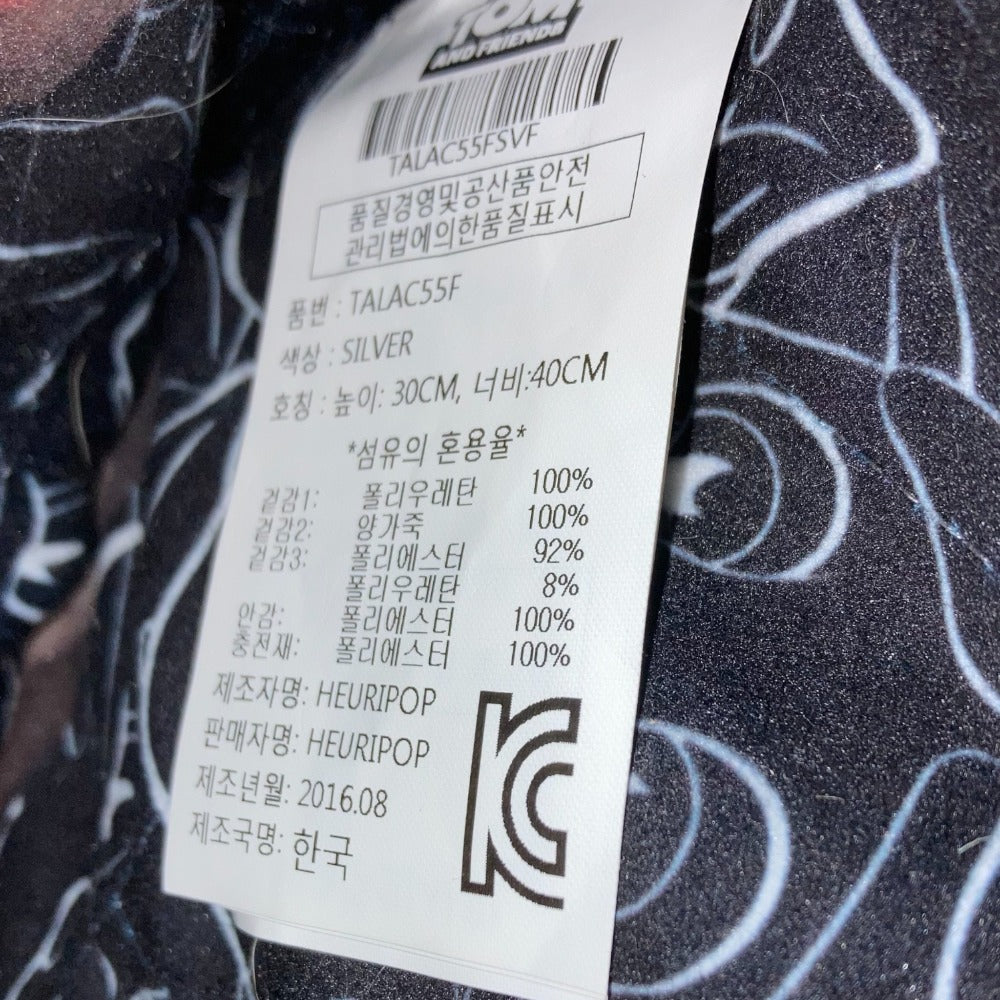 TOM
AND FRIENDS
TALAC55FSVF
품질경영및공산품안전
관리법에의한품질표시
품번 : TALAC55F
색상 : SILVER
호칭 : 높이: 30CM, 너비:40CM
*섬유의 혼용율*
겉감1: 폴리우레탄 100%
겉감2: 양가죽 100%
겉감3: 폴리에스터 92%
폴리우레탄 8%
안감: 폴리에스터 100%
충전재: 폴리에스터 100%
제조자명: HEURIPOP
판매자명: HEURIPOP
제조년월: 2016.08
제조국명: 한국
KC